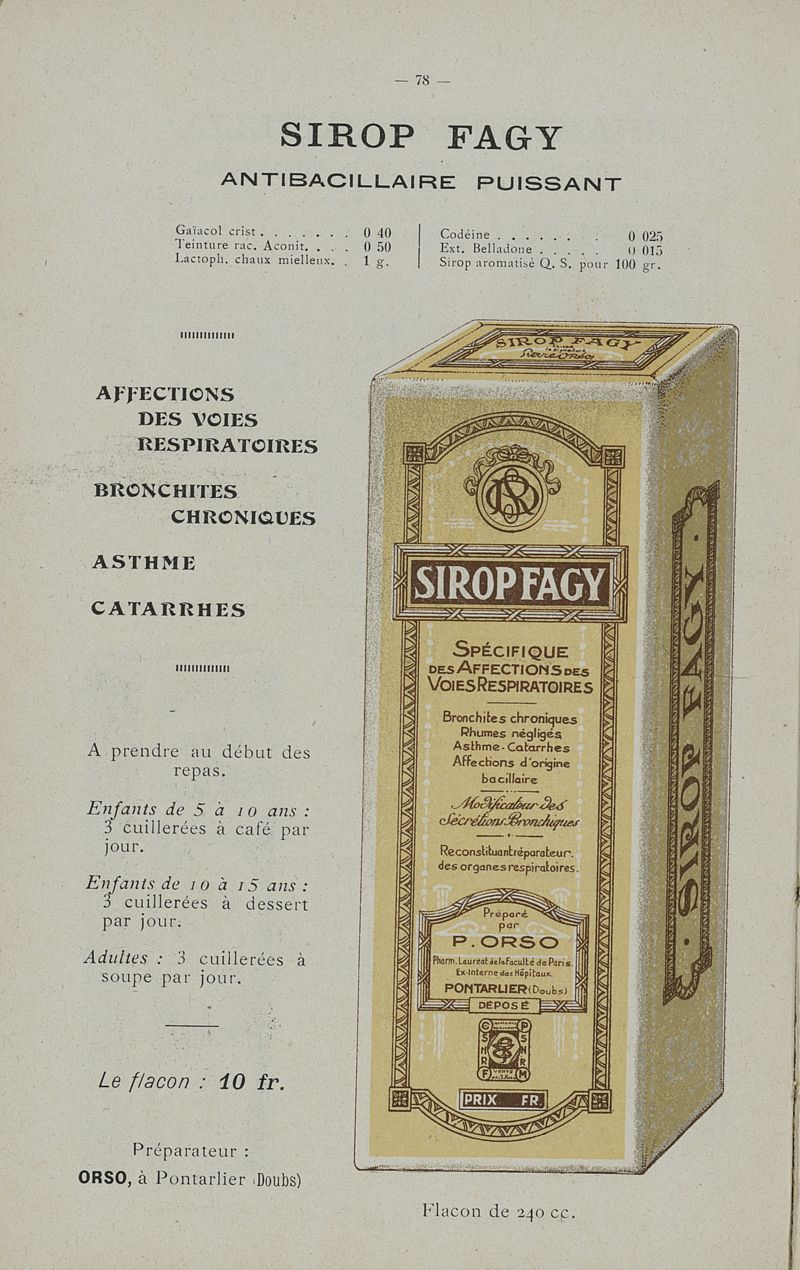 — 78 —
SIROP FAGY
ANTIBACILLAIRE PUISSANT
Gaïacol crist . . . . . . . 0 40
Teinture rac. Aconit. . . . 0 50
Lactoph. chaux mielleux. . 1 g.
Codéine . . . . . . . 0 025
Ext. Belladone . . . . . 0 015
Sirop aromatisé Q. S. pour 100 gr.
AFFECTIONS
DES VOIES
RESPIRATOIRES
BRONCHITES
CHRONIQUES
ASTHME
CATARRHES
A prendre au début des
repas.
Enfants de 5 à 10 ans :
3 cuillerées à café par
jour.
Enfants de 10 à 15 ans :
3 cuillerées à dessert
par jour.
Adultes : 3 cuillerées à
soupe par jour.
Le flacon : 10 fr.
Préparateur :
ORSO, à Pontarlier (Doubs)
SIROP FAGY
SIROP FAGY
SPÉCIFIQUE
DES AFFECTIONS DES
VOIES RESPIRATOIRES
Bronchites chroniques
Rhumes négligés
Asthme - Catarrhes
Affections d'origine
bacillaire
Modificateur Des
Sécrétions Bronchiques
Reconstituant réparateur
des organes respiratoires.
Préparé
par
P. ORSO
Pharm. Lauréat de la Faculté de Paris.
Ex-Interne des Hôpitaux
PONTARLIER (Doubs)
DÉPOSÉ
PRIX FR.
· SIROP FAGY ·
Flacon de 240 cc.